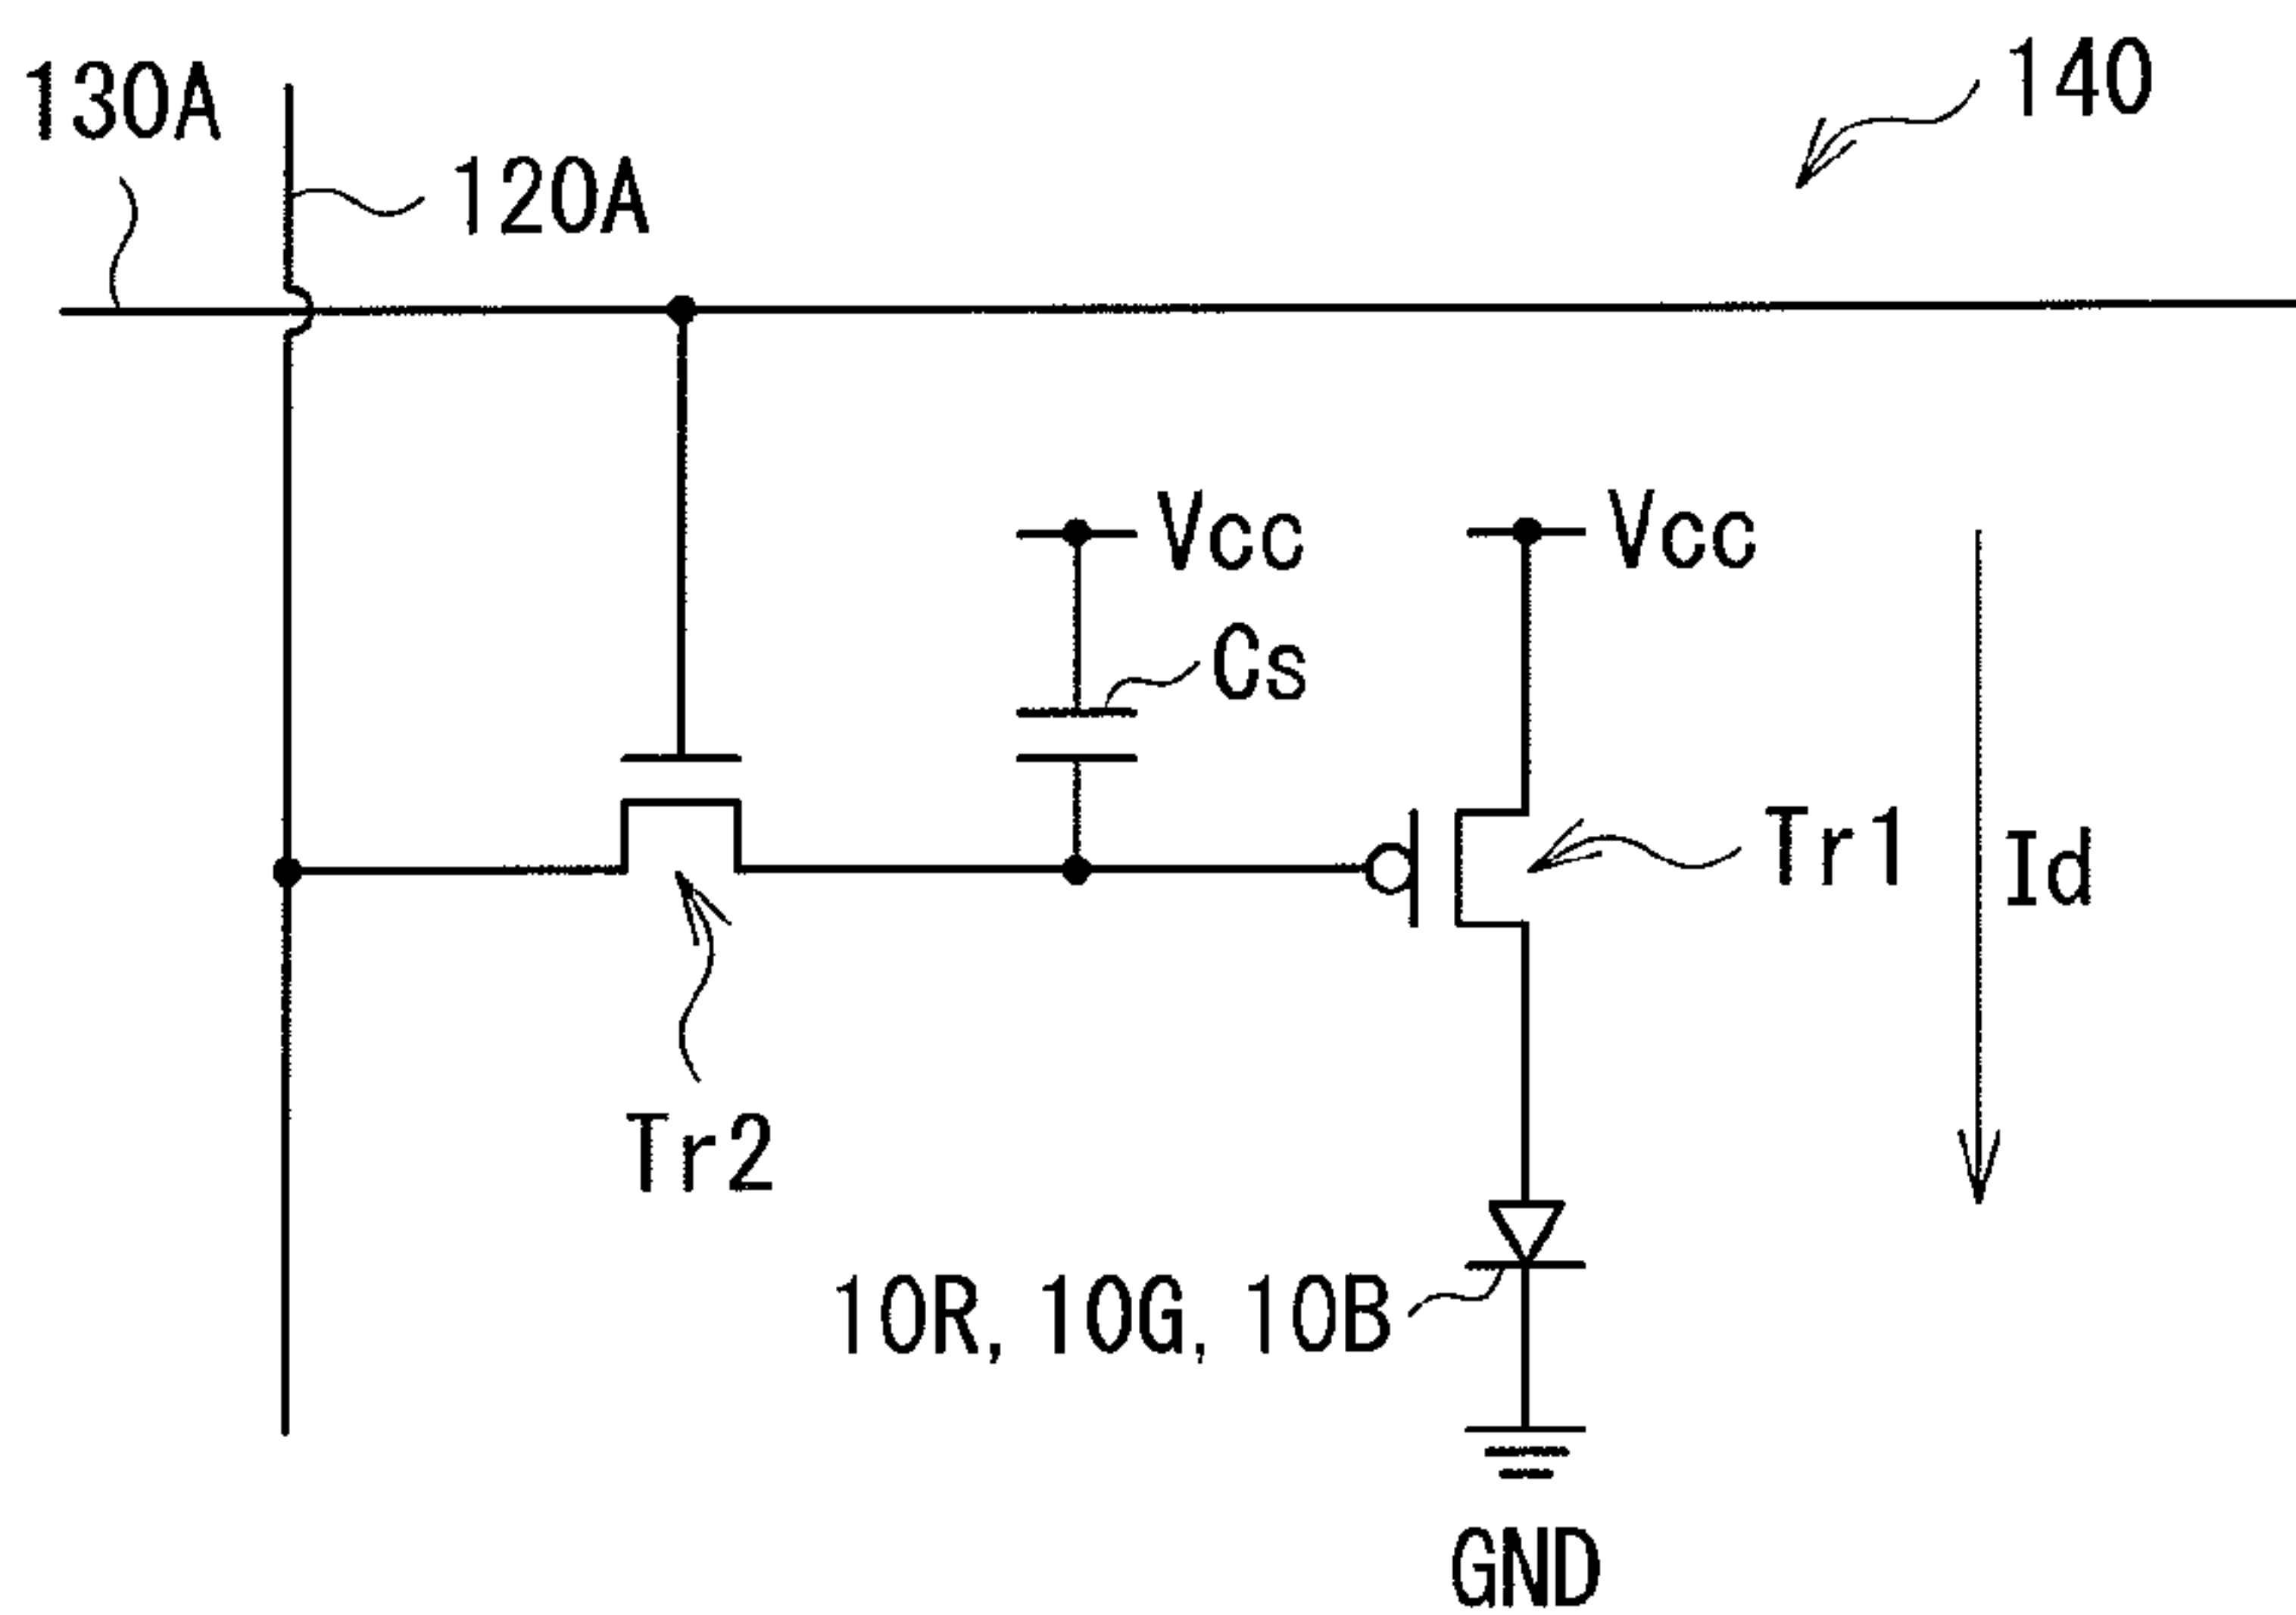 140
130A
120A
Vcc
Vcc
Cs
Tr1
Id
Tr2
10R, 10G, 10B
GND